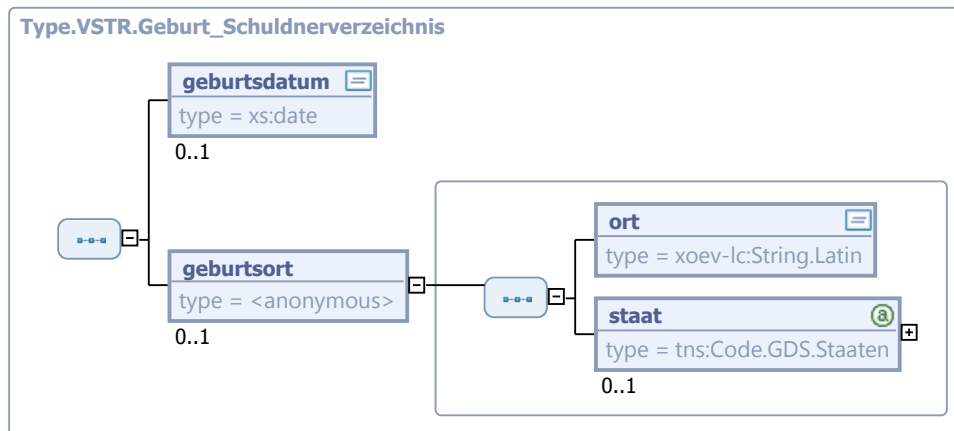 Type.VSTR.Geburt_Schuldnerverzeichnis
geburtsdatum
type = xs:date
0..1
geburtsort
type = <anonymous>
0..1
ort
type = xoev-lc:String.Latin
staat
type = tns:Code.GDS.Staaten
0..1